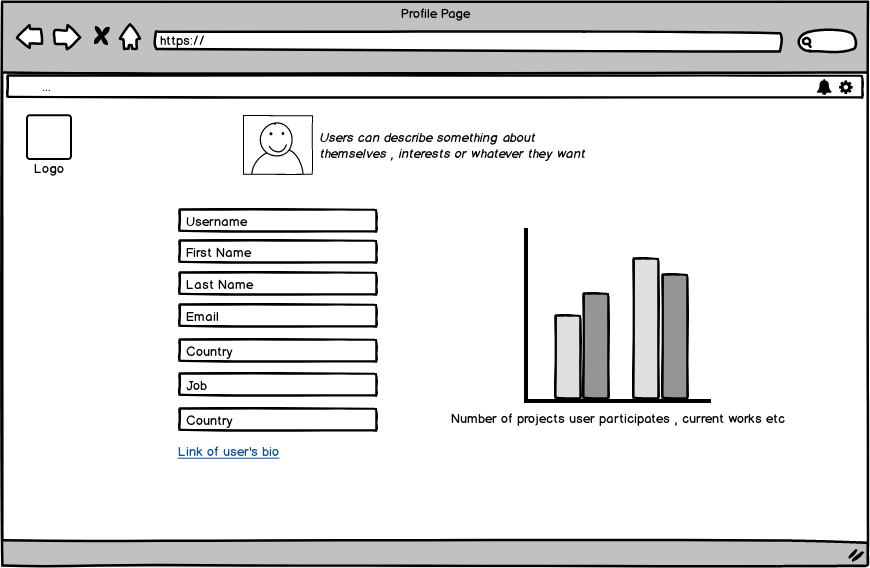 Profile Page
https://
...
Logo
Users can describe something about
themselves , interests or whatever they want
Username
First Name
Last Name
Email
Country
Job
Country
Link of user's bio
Number of projects user participates , current works etc